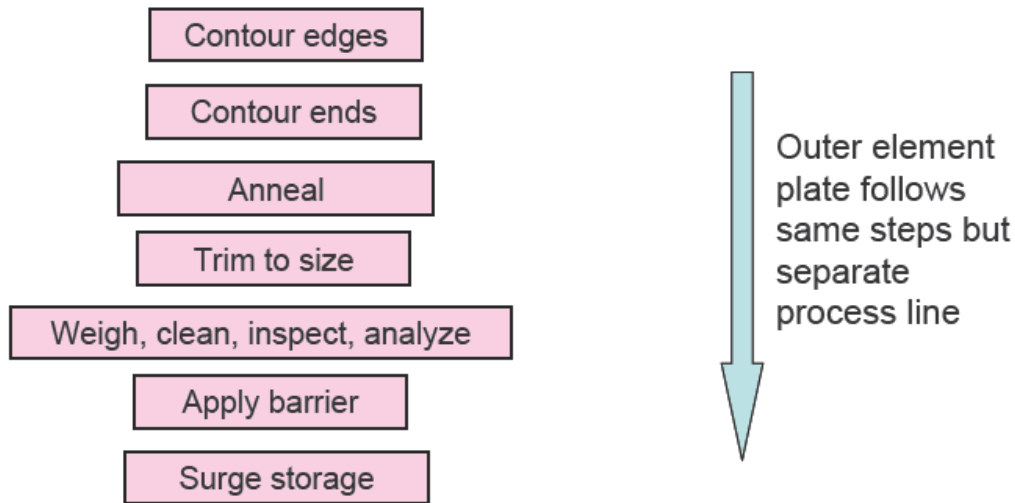 Contour edges
Contour ends
Anneal
Trim to size
Weigh, clean, inspect, analyze
Apply barrier
Surge storage
Outer element
plate follows
same steps but
separate
process line